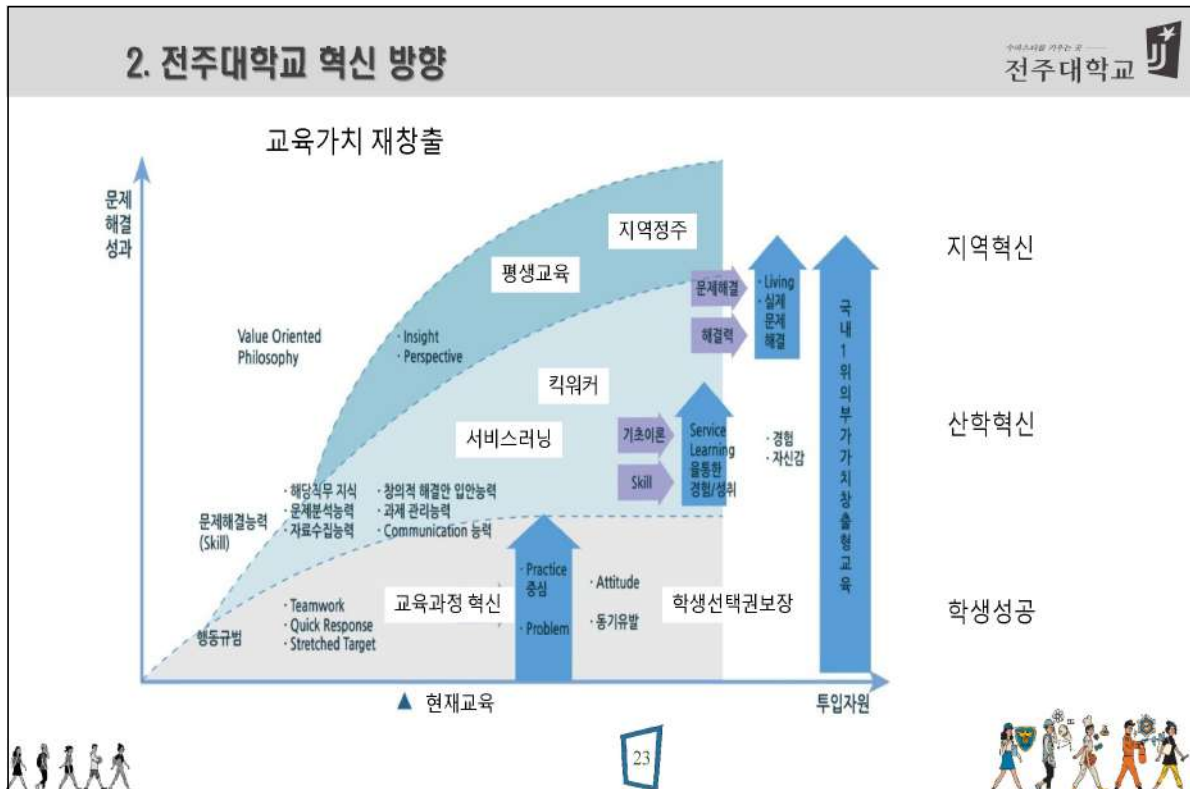 2. 전주대학교 혁신 방향
수퍼스타를 키우는 곳
전주대학교
교육가치 재창출
문제
해결
성과
지역정주
평생교육
Value Oriented
Philosophy
· Insight
· Perspective
문제해결
해결력
· Living
· 실제
문제
해결
국내1위의부가가치창출형교육
지역혁신
킥워커
서비스러닝
기초이론
Skill
Service
Learning
을통한
경험/성취
· 경험
· 자신감
산학혁신
문제해결능력
(Skill)
· 해당직무 지식
· 문제분석능력
· 자료수집능력
· 창의적 해결안 입안능력
· 과제 관리능력
· Communication 능력
행동규범
· Teamwork
· Quick Response
· Stretched Target
교육과정 혁신
· Practice
중심
· Problem
· Attitude
· 동기유발
학생선택권보장
학생성공
▲ 현재교육
투입자원
23